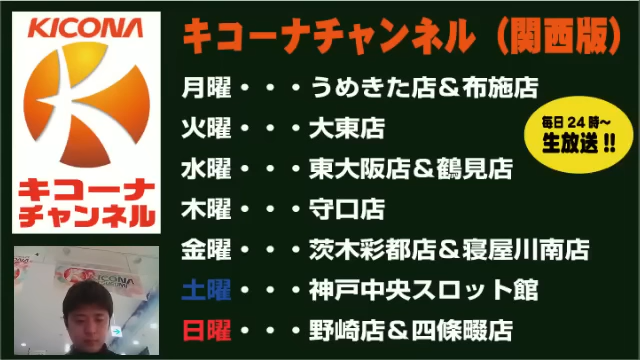 KICONA
キコーナ
チャンネル
キコーナチャンネル（関西版）
月曜・・・うめきた店＆布施店
火曜・・・大東店
水曜・・・東大阪店＆鶴見店
木曜・・・守口店
金曜・・・茨木彩都店＆寝屋川南店
土曜・・・神戸中央スロット館
日曜・・・野崎店＆四條畷店
毎日24時～
生放送!!
KICONA